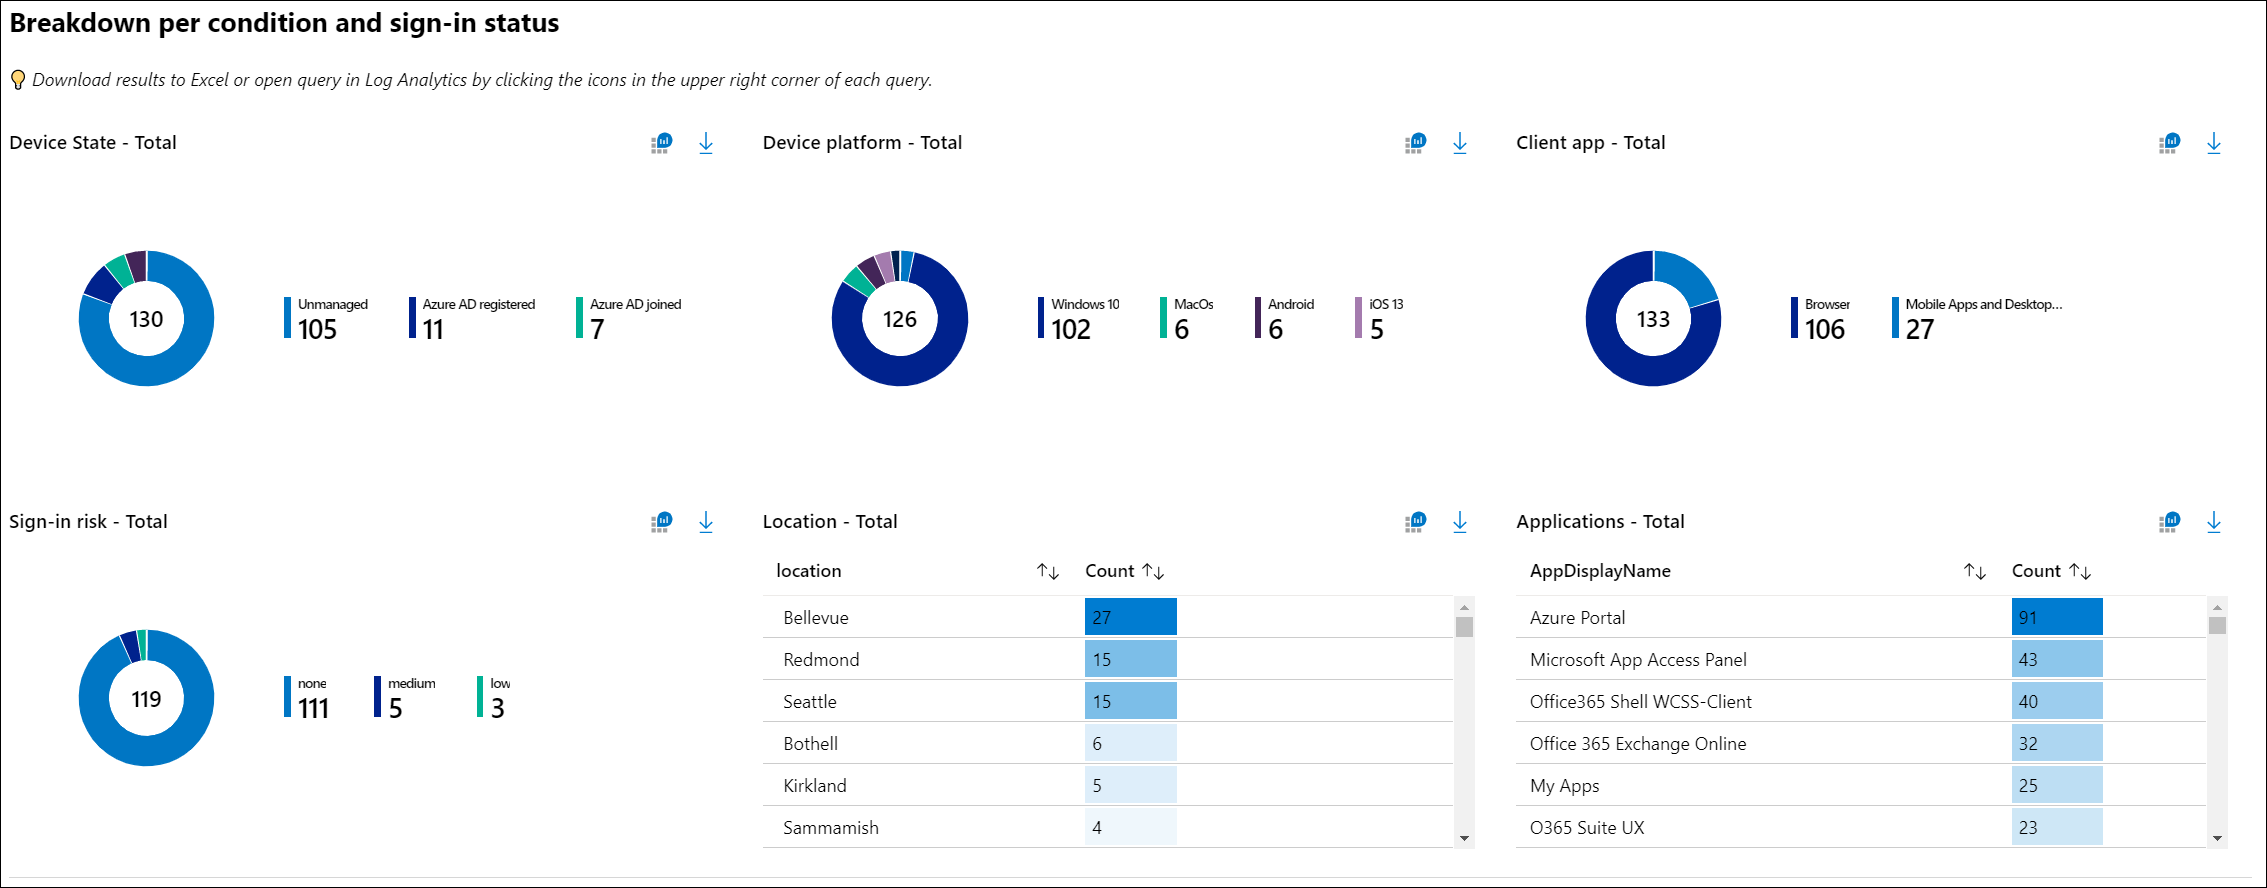 Breakdown per condition and sign-in status
Download results to Excel or open query in Log Analytics by clicking the icons in the upper right corner of each query.
Device State - Total
130
Unmanaged
105
Azure AD registered
11
Azure AD joined
7
Device platform - Total
126
Windows 10
102
MacOs
6
Android
6
iOS 13
5
Client app - Total
133
Browser
106
Mobile Apps and Desktop...
27
Sign-in risk - Total
119
none
111
medium
5
low
3
Location - Total
location Count
Bellevue 27
Redmond 15
Seattle 15
Bothell 6
Kirkland 5
Sammamish 4
Applications - Total
AppDisplayName Count
Azure Portal 91
Microsoft App Access Panel 43
Office365 Shell WCSS-Client 40
Office 365 Exchange Online 32
My Apps 25
O365 Suite UX 23